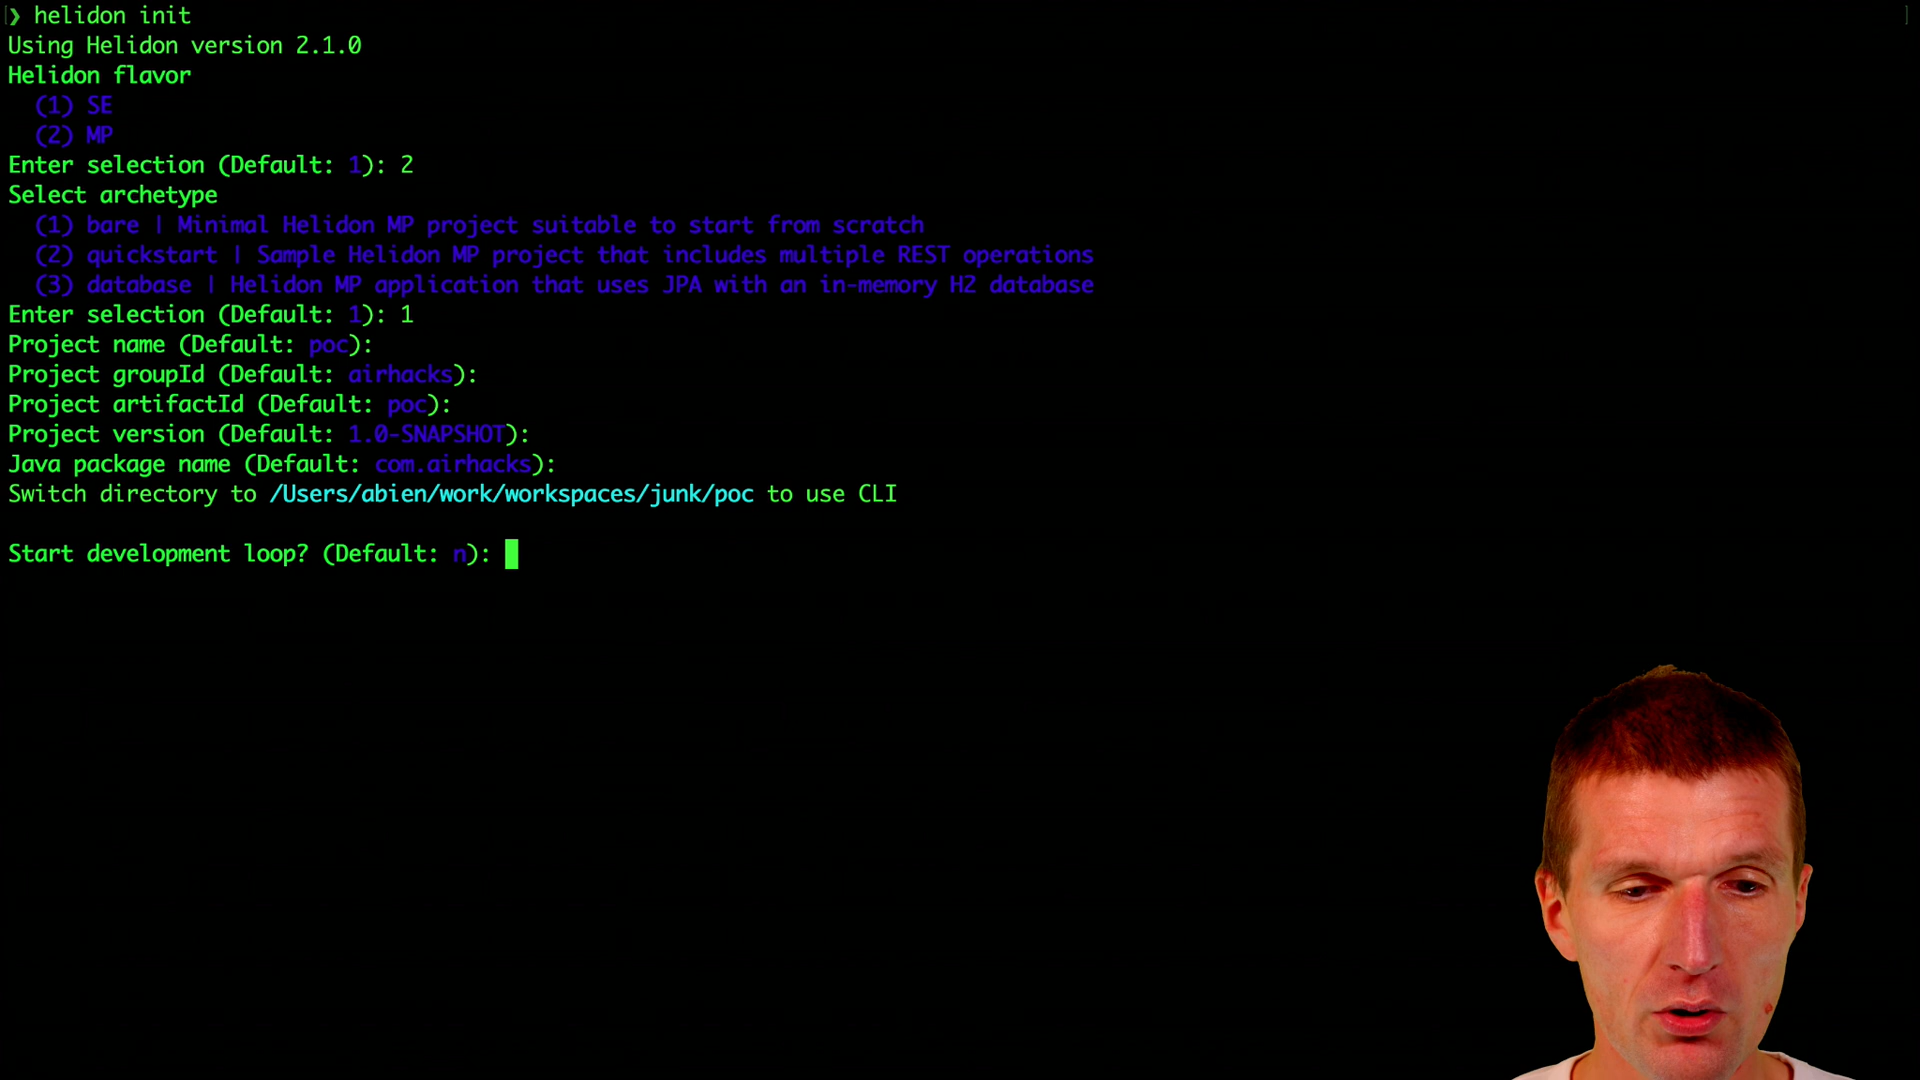 ❯ helidon init
Using Helidon version 2.1.0
Helidon flavor
(1) SE
(2) MP
Enter selection (Default: 1): 2
Select archetype
(1) bare | Minimal Helidon MP project suitable to start from scratch
(2) quickstart | Sample Helidon MP project that includes multiple REST operations
(3) database | Helidon MP application that uses JPA with an in-memory H2 database
Enter selection (Default: 1): 1
Project name (Default: poc):
Project groupId (Default: airhacks):
Project artifactId (Default: poc):
Project version (Default: 1.0-SNAPSHOT):
Java package name (Default: com.airhacks):
Switch directory to /Users/abien/work/workspaces/junk/poc to use CLI
Start development loop? (Default: n):